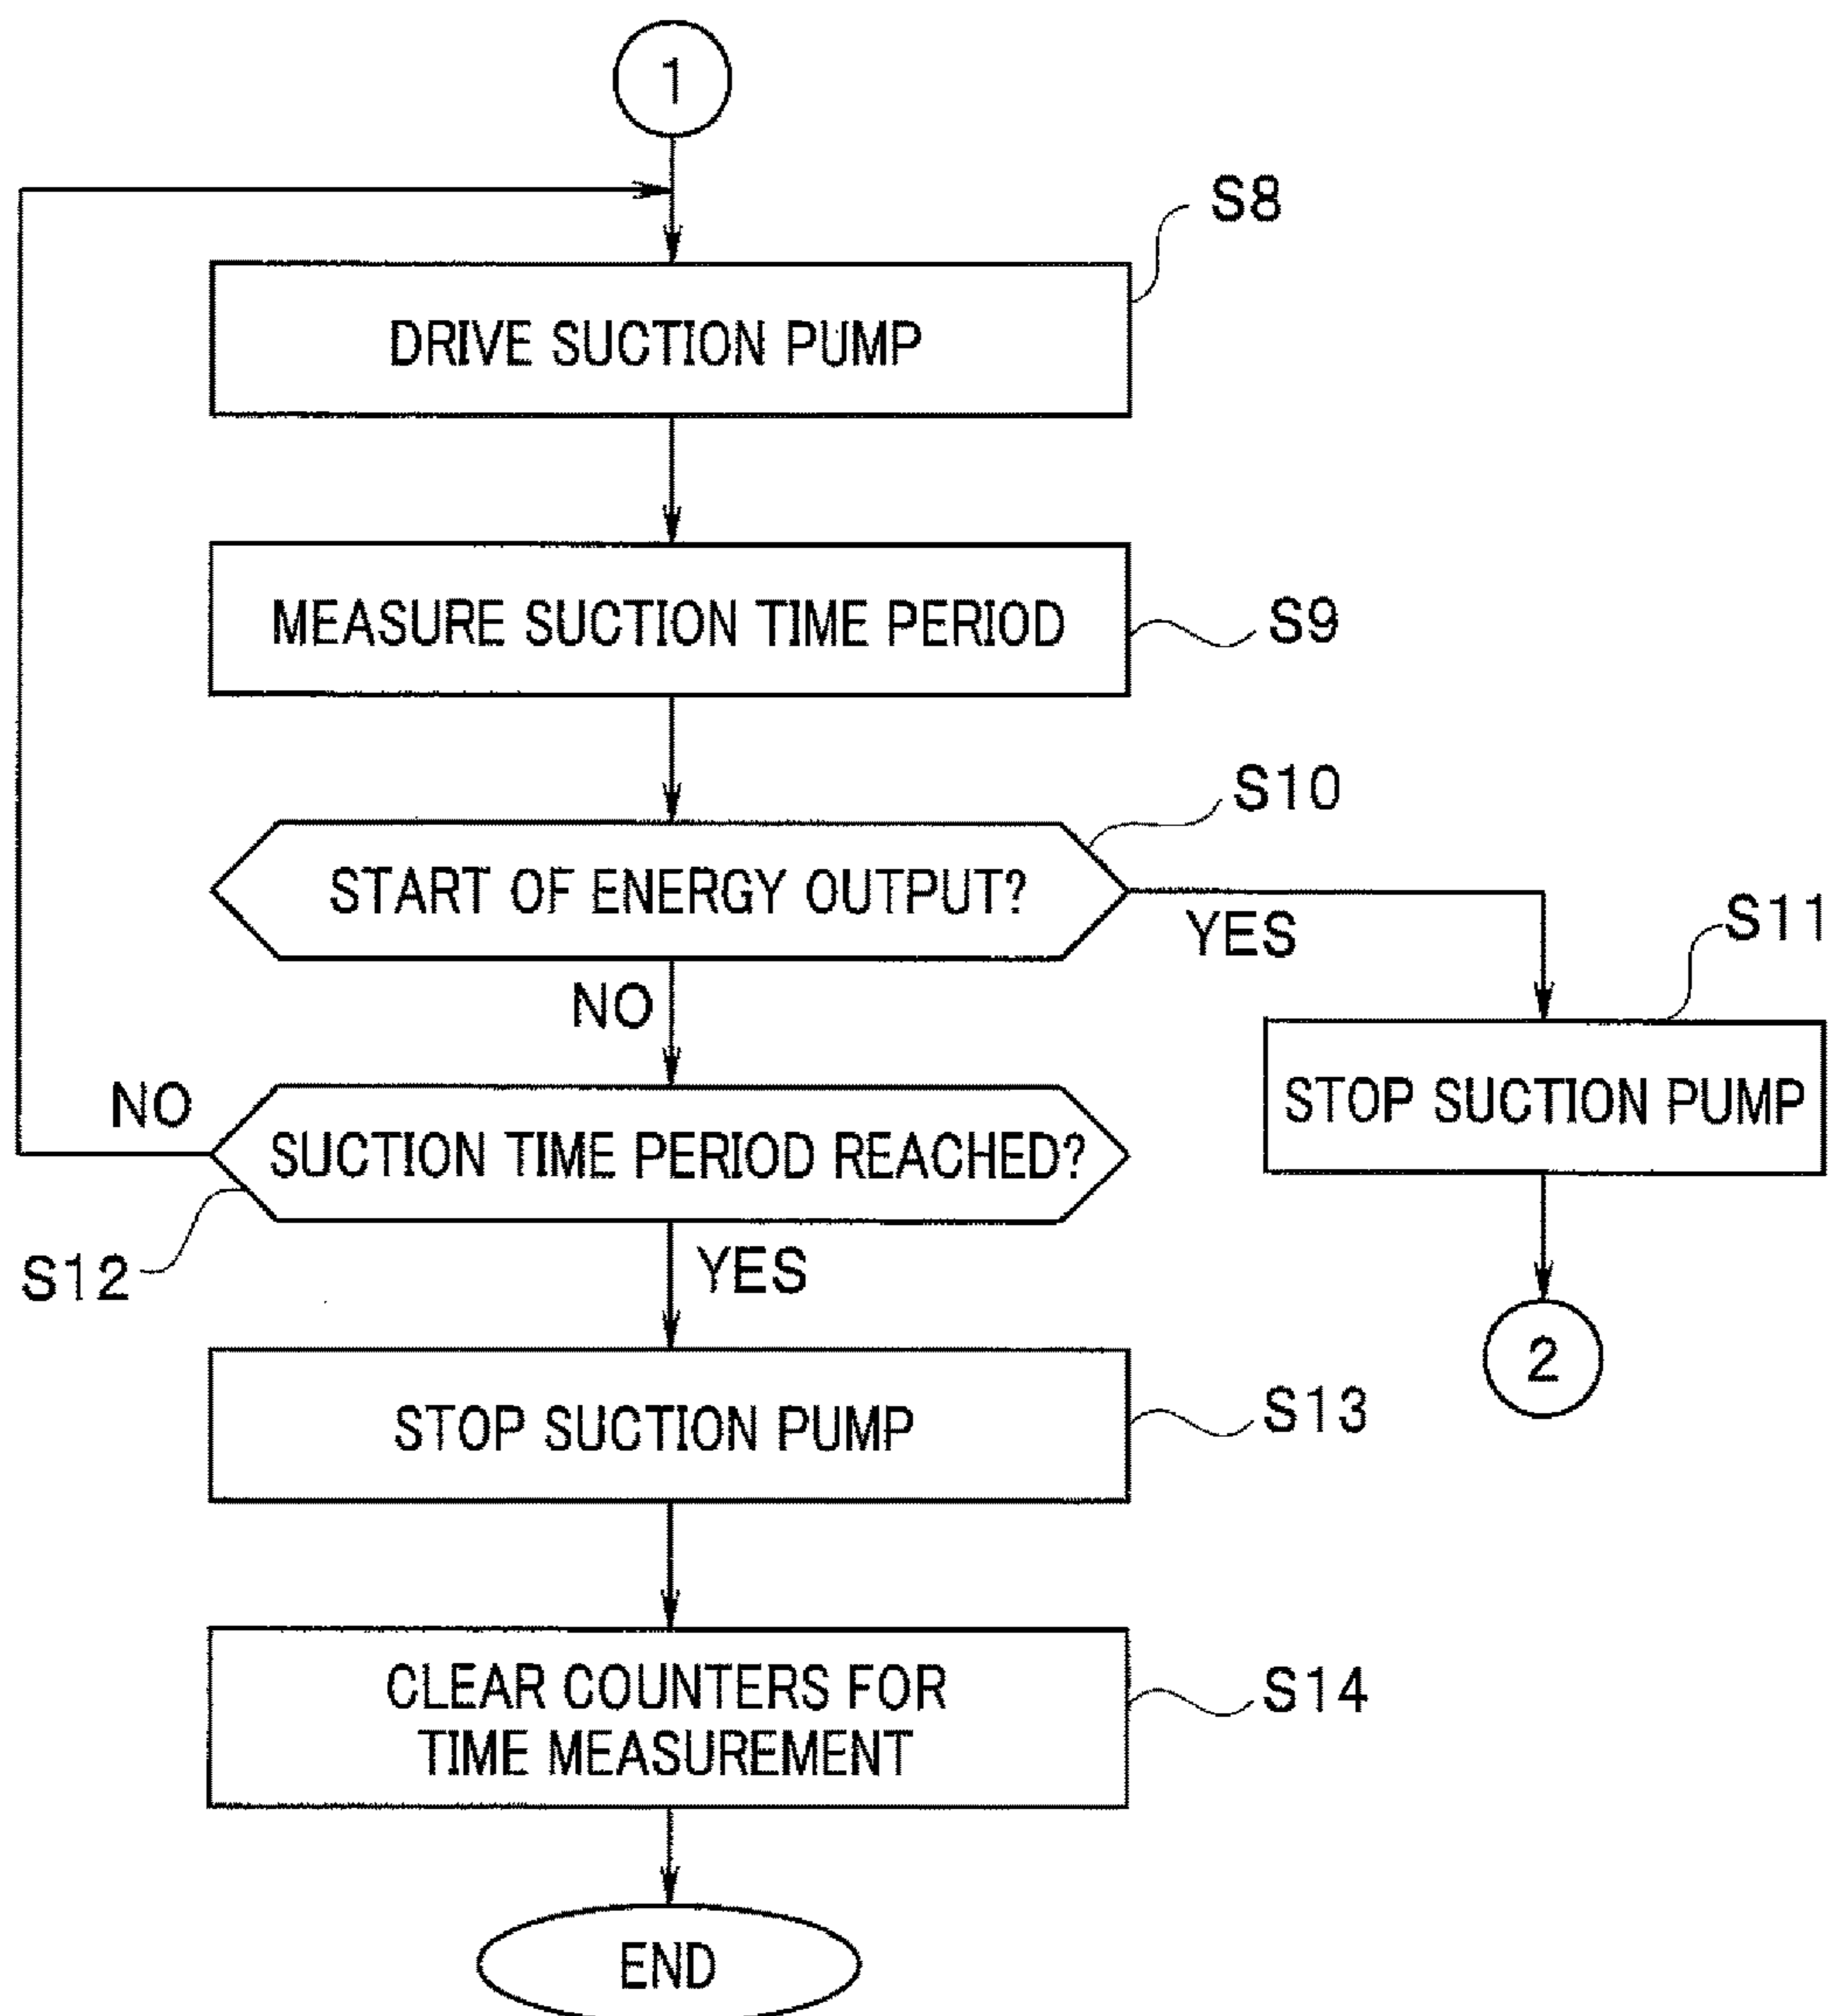 1
S8
DRIVE SUCTION PUMP
MEASURE SUCTION TIME PERIOD
S9
S10
START OF ENERGY OUTPUT?
YES
S11
NO
STOP SUCTION PUMP
NO
SUCTION TIME PERIOD REACHED?
S12
YES
2
STOP SUCTION PUMP
S13
CLEAR COUNTERS FOR
TIME MEASUREMENT
S14
END